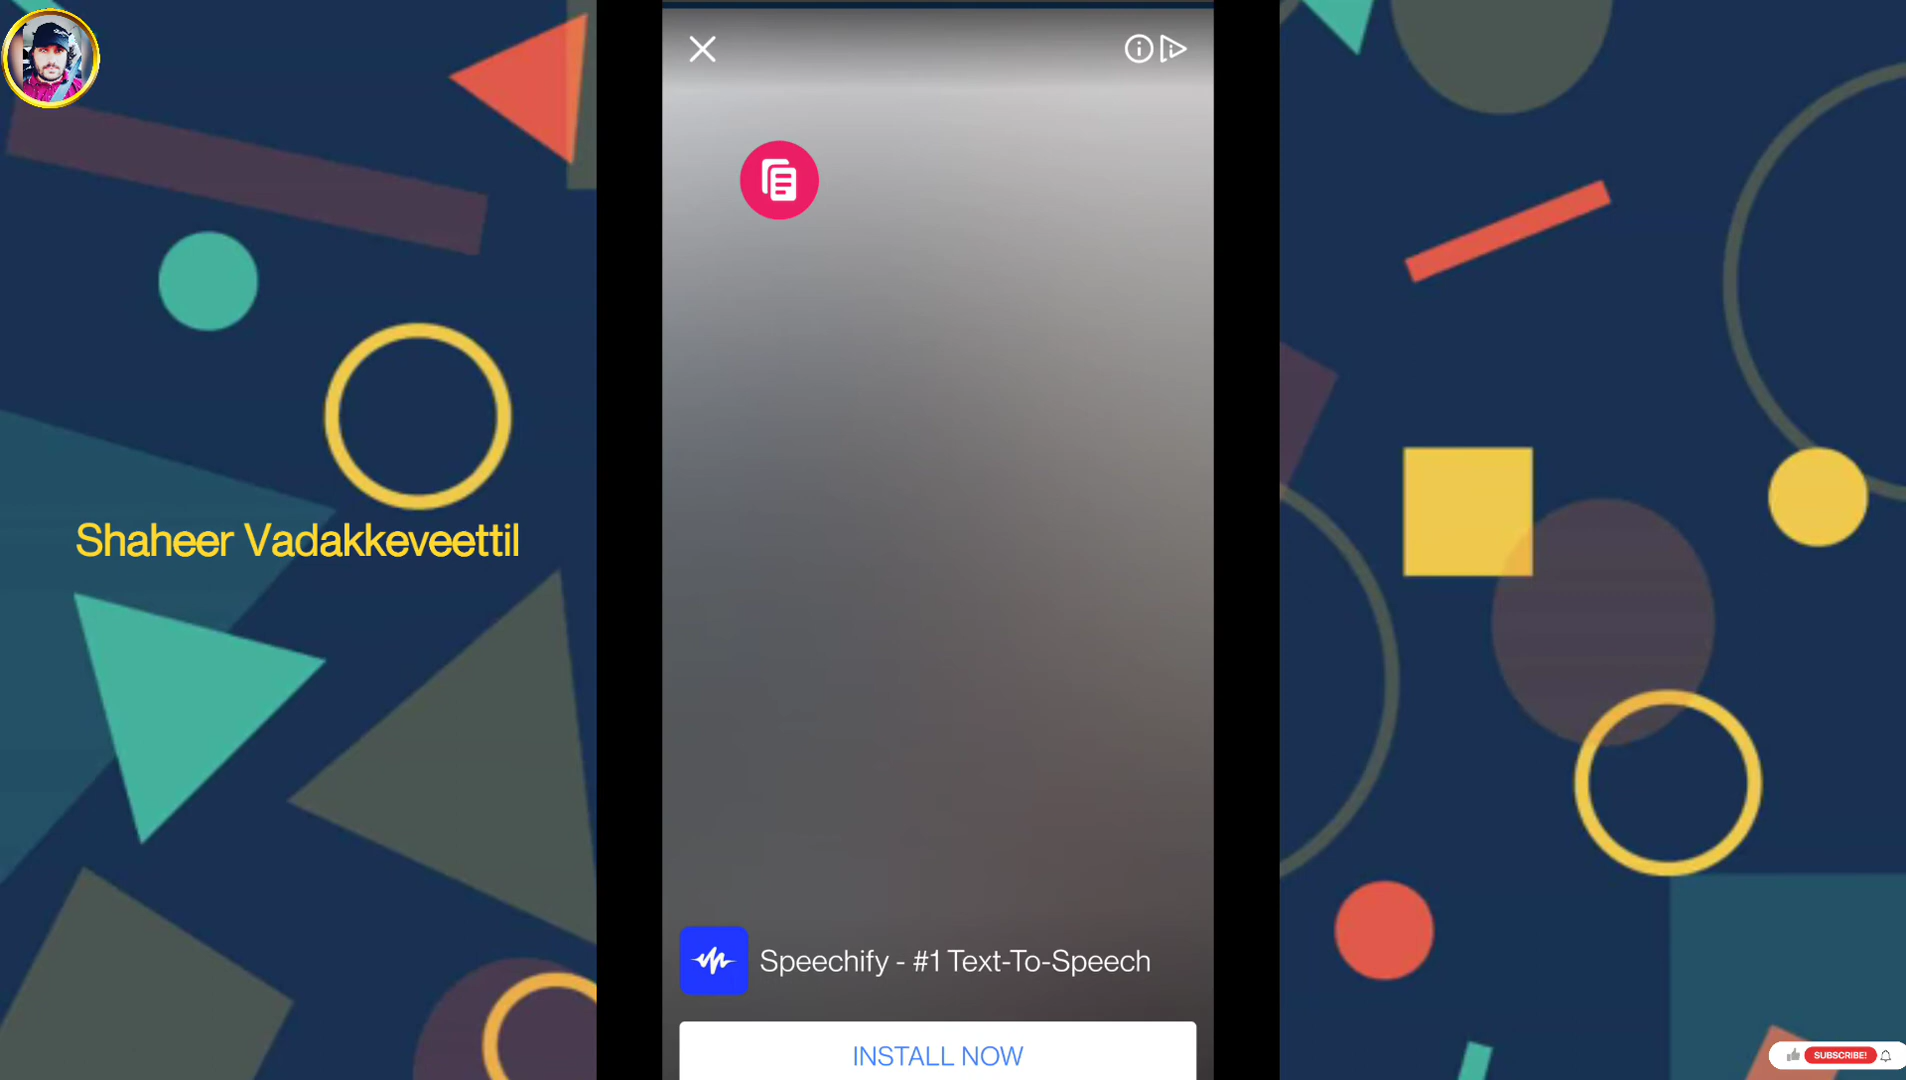 Shaheer Vadakkeveettil
Speechify - #1 Text-To-Speech
INSTALL NOW
SUBSCRIBE!